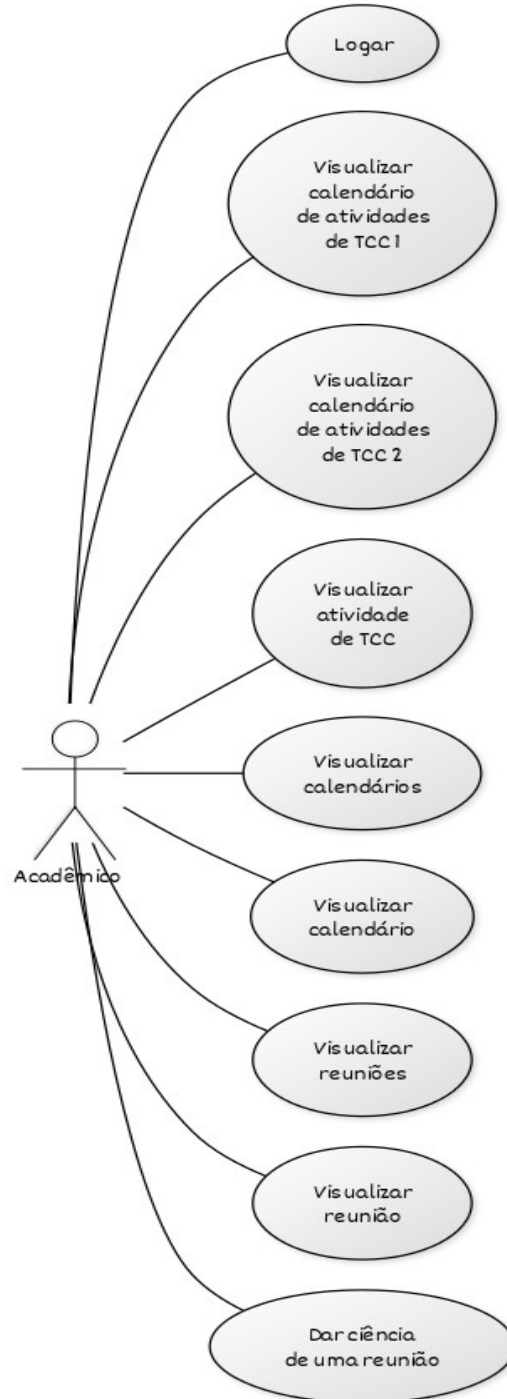 Logar
Visualizar
calendário
de atividades
de TCC 1
Visualizar
calendário
de atividades
de TCC 2
Visualizar
atividade
de TCC
Visualizar
calendários
Acadêmico
Visualizar
calendário
Visualizar
reuniões
Visualizar
reunião
Dar ciência
de uma reunião